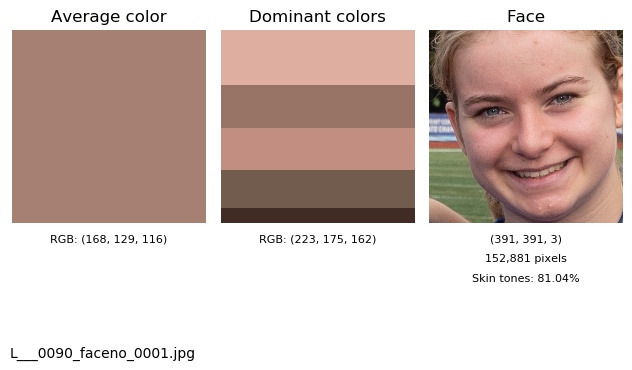 Average color
Dominant colors
Face
RGB: (168, 129, 116)
RGB: (223, 175, 162)
(391, 391, 3)
152,881 pixels
Skin tones: 81.04%
L___0090_faceno_0001.jpg